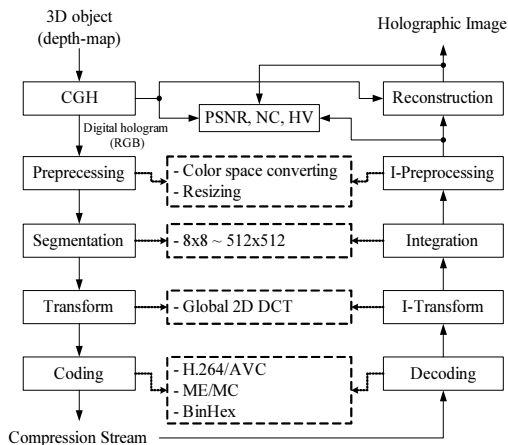 3D object
(depth-map)
Holographic Image
CGH
Reconstruction
PSNR, NC, HV
Digital hologram
(RGB)
Preprecessing
- Color space converting
- Resizing
I-Preprocessing
Segmentation
- 8x8 ~ 512x512
Integration
Transform
- Global 2D DCT
I-Transform
Coding
- H.264/AVC
- ME/MC
- BinHex
Decoding
Compression Stream